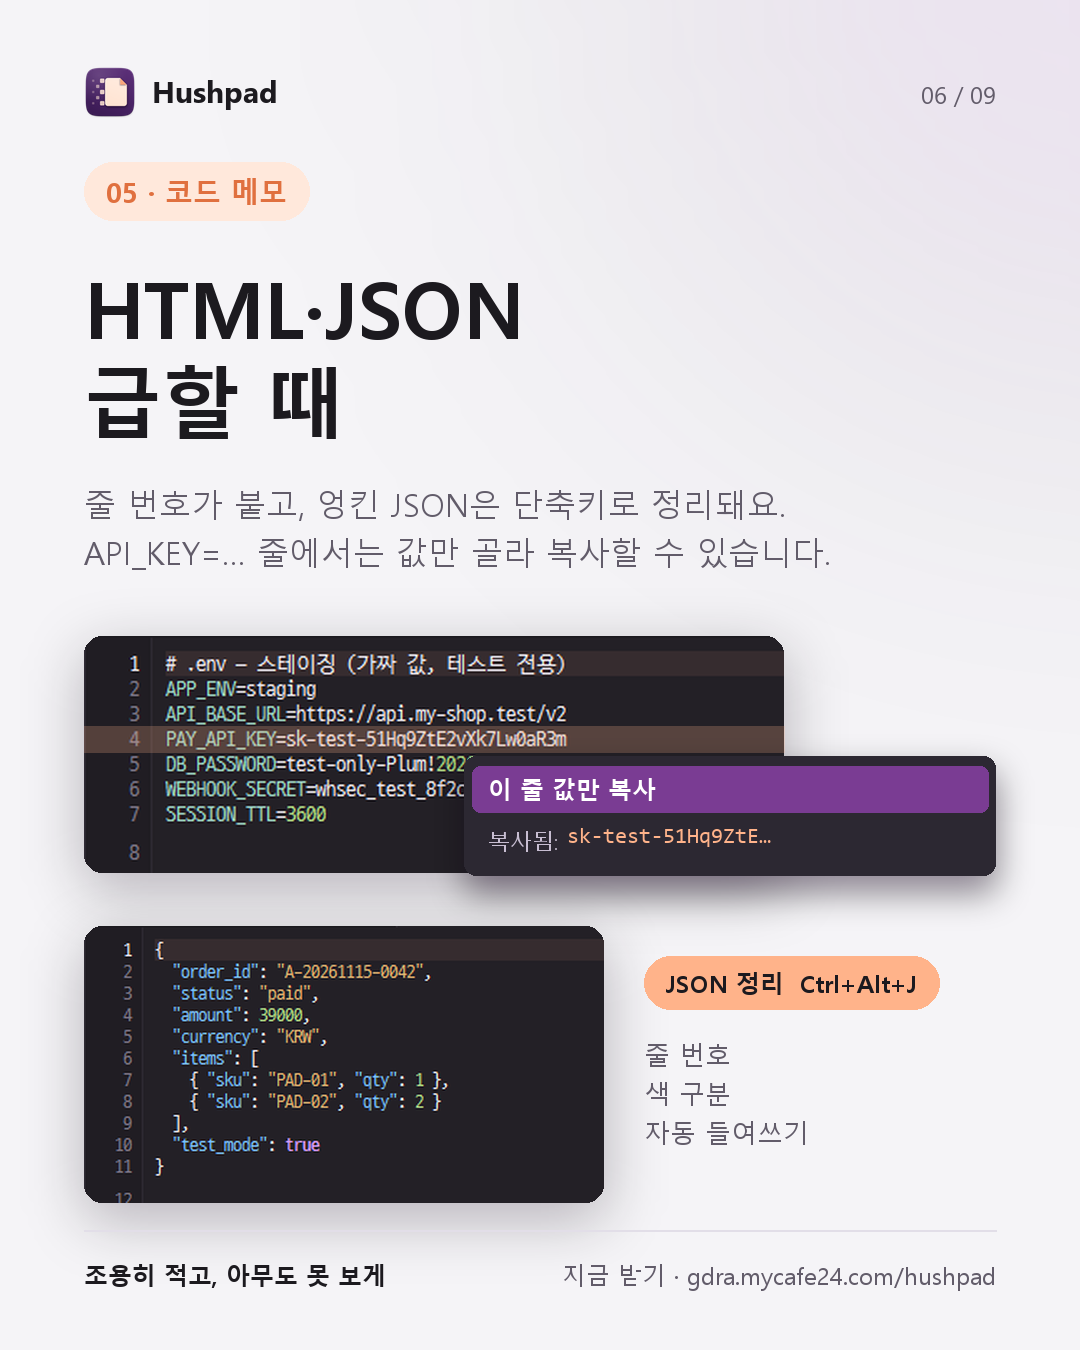 Hushpad
06 / 09
05 · 코드 메모
HTML·JSON
급할 때
줄 번호가 붙고, 엉킨 JSON은 단축키로 정리돼요.
API_KEY=… 줄에서는 값만 골라 복사할 수 있습니다.
1 # .env – 스테이징 (가짜 값, 테스트 전용)
2 APP_ENV=staging
3 API_BASE_URL=https://api.my-shop.test/v2
4 PAY_API_KEY=sk-test-51Hq9ZtE2vXk7Lw0aR3m
5 DB_PASSWORD=test-only-Plum!202
6 WEBHOOK_SECRET=whsec_test_8f2c
7 SESSION_TTL=3600
8
이 줄 값만 복사
복사됨: sk-test-51Hq9ZtE…
1 {
2 "order_id": "A-20261115-0042",
3 "status": "paid",
4 "amount": 39000,
5 "currency": "KRW",
6 "items": [
7 { "sku": "PAD-01", "qty": 1 },
8 { "sku": "PAD-02", "qty": 2 }
9 ],
10 "test_mode": true
11 }
12
JSON 정리 Ctrl+Alt+J
줄 번호
색 구분
자동 들여쓰기
조용히 적고, 아무도 못 보게
지금 받기 · gdra.mycafe24.com/hushpad